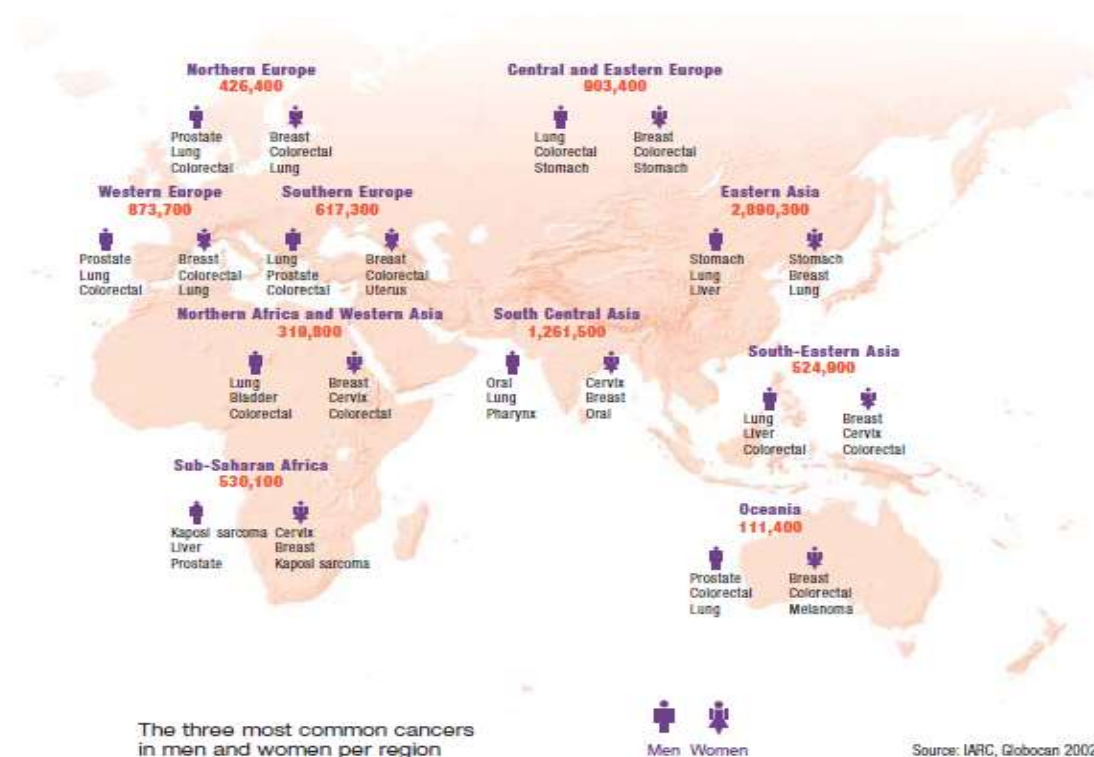 Northern Europe
426,400
Prostate
Lung
Colorectal
Breast
Colorectal
Lung
Central and Eastern Europe
903,400
Lung
Colorectal
Stomach
Breast
Colorectal
Stomach
Western Europe
873,700
Prostate
Lung
Colorectal
Breast
Colorectal
Lung
Southern Europe
617,300
Lung
Prostate
Colorectal
Breast
Colorectal
Uterus
Eastern Asia
2,890,300
Stomach
Lung
Liver
Stomach
Breast
Lung
Northern Africa and Western Asia
Lung
Bladder
Colorectal
Breast
Cervix
Colorectal
South Central Asia
1,261,500
Oral
Lung
Pharynx
Cervix
Breast
Oral
South-Eastern Asia
524,900
Lung
Liver
Colorectal
Breast
Cervix
Colorectal
Sub-Saharan Africa
530,100
Kaposi sarcoma
Liver
Prostate
Cervix
Breast
Kaposi sarcoma
Oceania
111,400
Prostate
Colorectal
Lung
Breast
Colorectal
Melanoma
The three most common cancers
in men and women per region
Men Women
Source: IARC, Globocan 2002